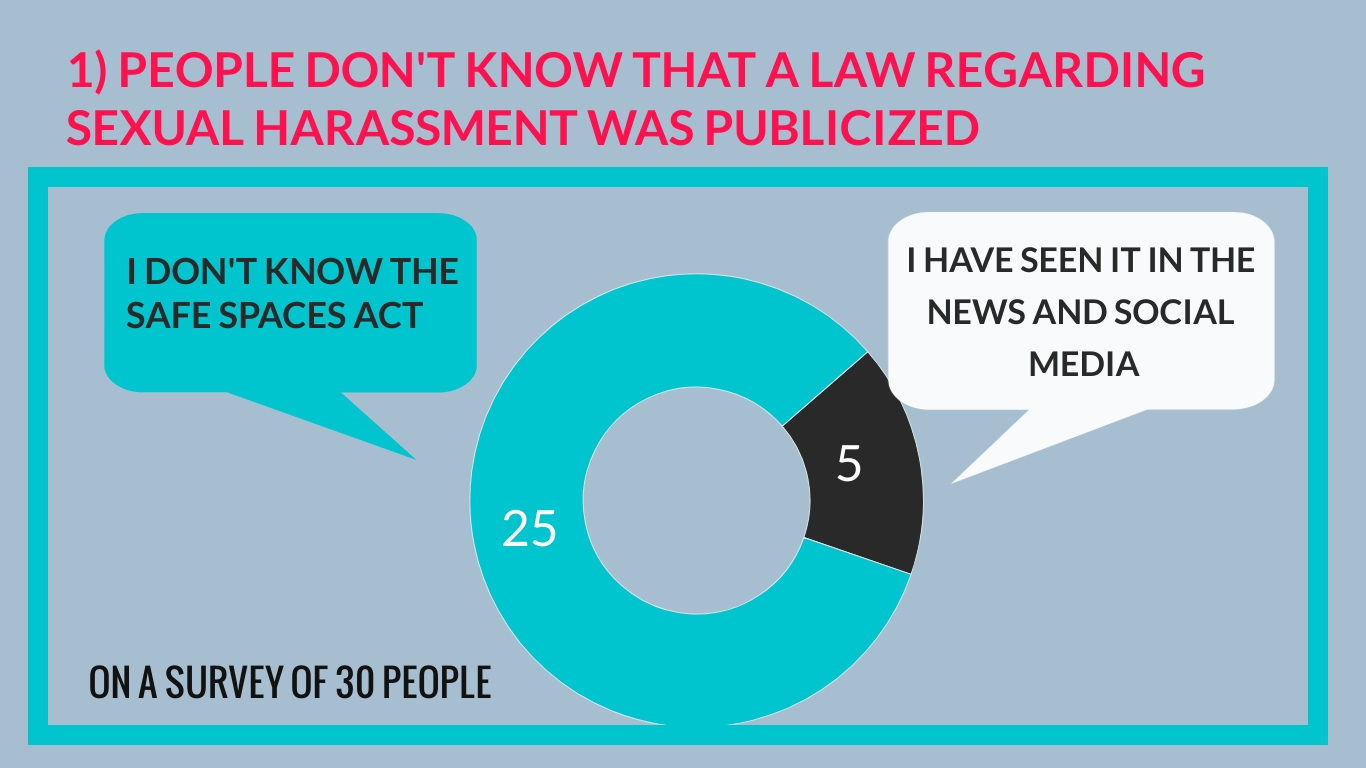 1) PEOPLE DON'T KNOW THAT A LAW REGARDING
SEXUAL HARASSMENT WAS PUBLICIZED
I DON'T KNOW THE
SAFE SPACES ACT
I HAVE SEEN IT IN THE
NEWS AND SOCIAL
MEDIA
5
25
ON A SURVEY OF 30 PEOPLE